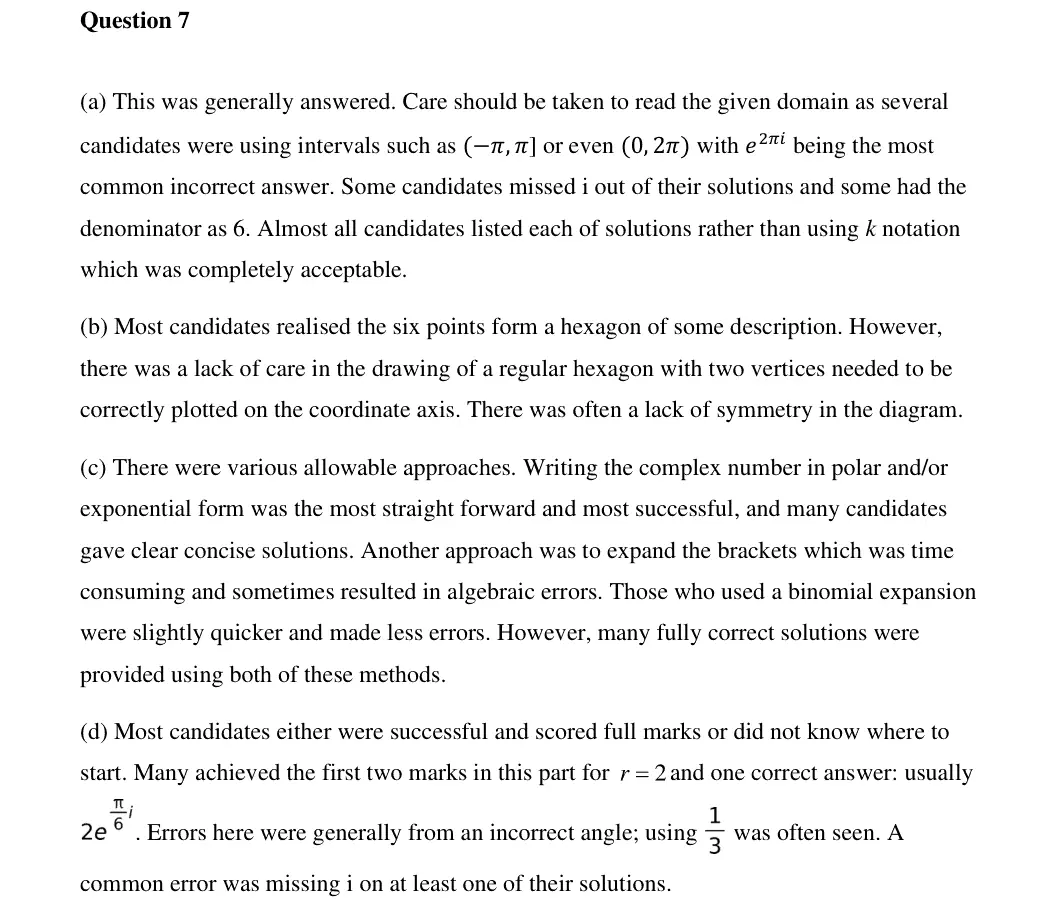 Question 7
(a) This was generally answered. Care should be taken to read the given domain as several
candidates were using intervals such as (−π, π] or even (0, 2π) with e^{2πi} being the most
common incorrect answer. Some candidates missed i out of their solutions and some had the
denominator as 6. Almost all candidates listed each of solutions rather than using k notation
which was completely acceptable.
(b) Most candidates realised the six points form a hexagon of some description. However,
there was a lack of care in the drawing of a regular hexagon with two vertices needed to be
correctly plotted on the coordinate axis. There was often a lack of symmetry in the diagram.
(c) There were various allowable approaches. Writing the complex number in polar and/or
exponential form was the most straight forward and most successful, and many candidates
gave clear concise solutions. Another approach was to expand the brackets which was time
consuming and sometimes resulted in algebraic errors. Those who used a binomial expansion
were slightly quicker and made less errors. However, many fully correct solutions were
provided using both of these methods.
(d) Most candidates either were successful and scored full marks or did not know where to
start. Many achieved the first two marks in this part for r = 2 and one correct answer: usually
2e^{π/6 i}. Errors here were generally from an incorrect angle; using 1/3 was often seen. A
common error was missing i on at least one of their solutions.